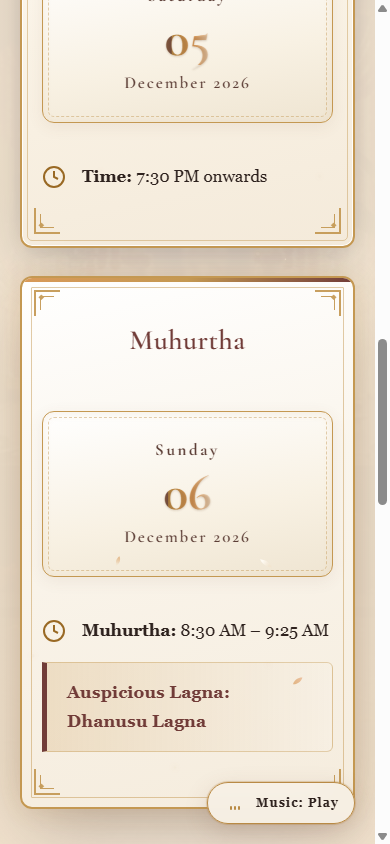 05
December 2026
Time: 7:30 PM onwards
Muhurtha
Sunday
06
December 2026
Muhurtha: 8:30 AM – 9:25 AM
Auspicious Lagna:
Dhanusu Lagna
Music: Play